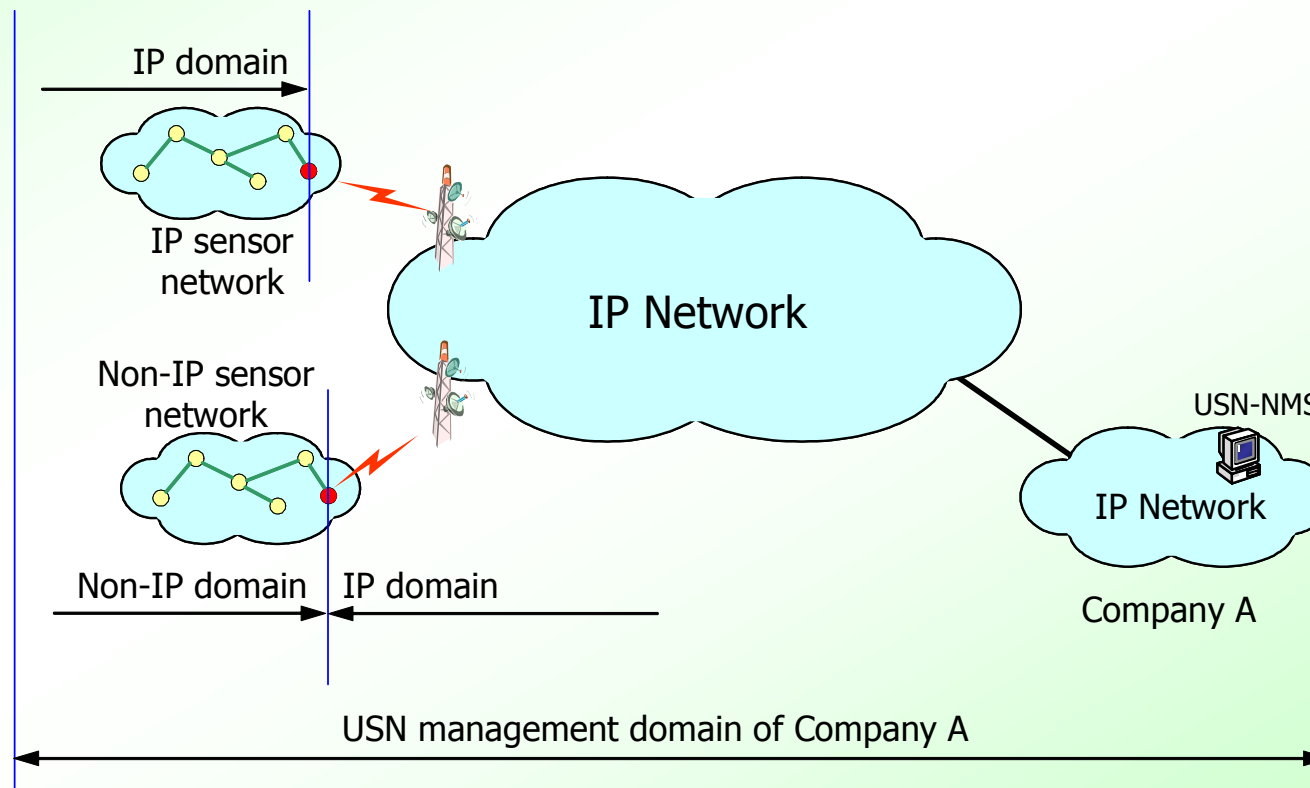 IP domain
IP sensor
network
IP Network
Non-IP sensor
network
USN-NMS
IP Network
Non-IP domain
IP domain
Company A
USN management domain of Company A